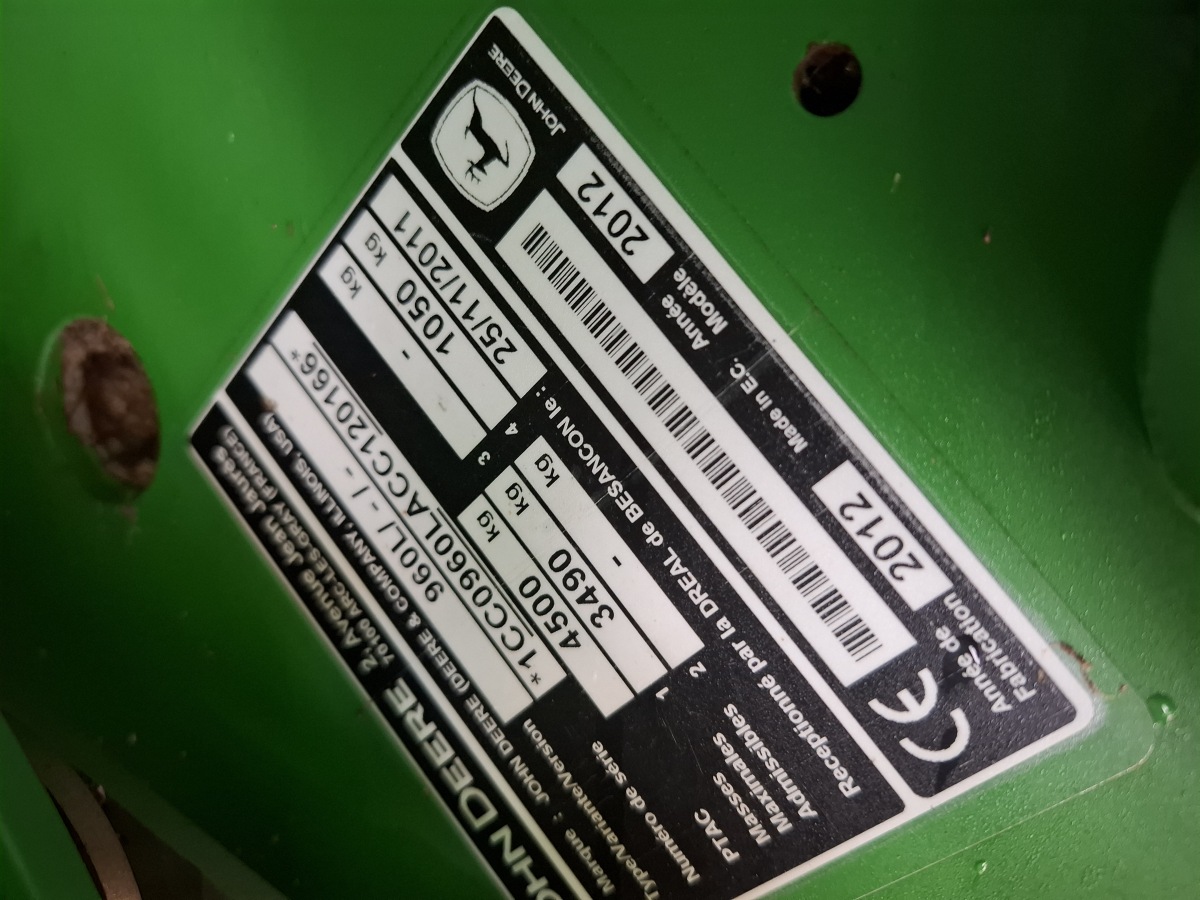 JOHN DEERE 2, Avenue Jean Jaurès
70100 ARC LES GRAY (FRANCE)
Marque : JOHN DEERE (DEERE & COMPANY, ILLINOIS, USA)
Type/Variante/Version 960L/-/-
Numéro de série *1CC0960LACC120166*
PTAC 4500 kg
Masses Maximales Admissibles
1 3490 kg 3 - kg
2 - kg 4 1050 kg
Réceptionné par la DREAL de BESANCON le : 25/11/2011
CE
Made in E.C.
JOHN DEERE
Année de Fabrication 2012
Année Modèle 2012